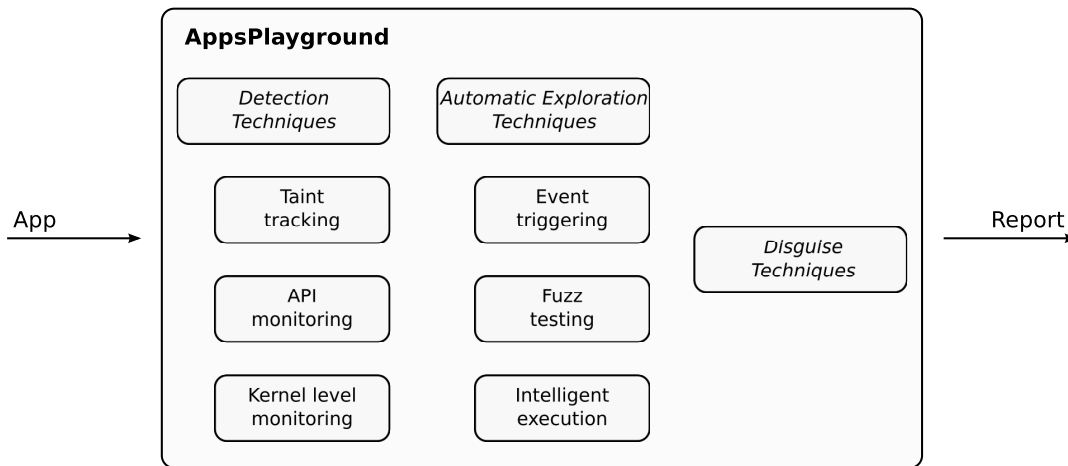 AppsPlayground
Detection
Techniques
Automatic Exploration
Techniques
Taint
tracking
Event
triggering
App
Report
Disguise
Techniques
API
monitoring
Fuzz
testing
Kernel level
monitoring
Intelligent
execution